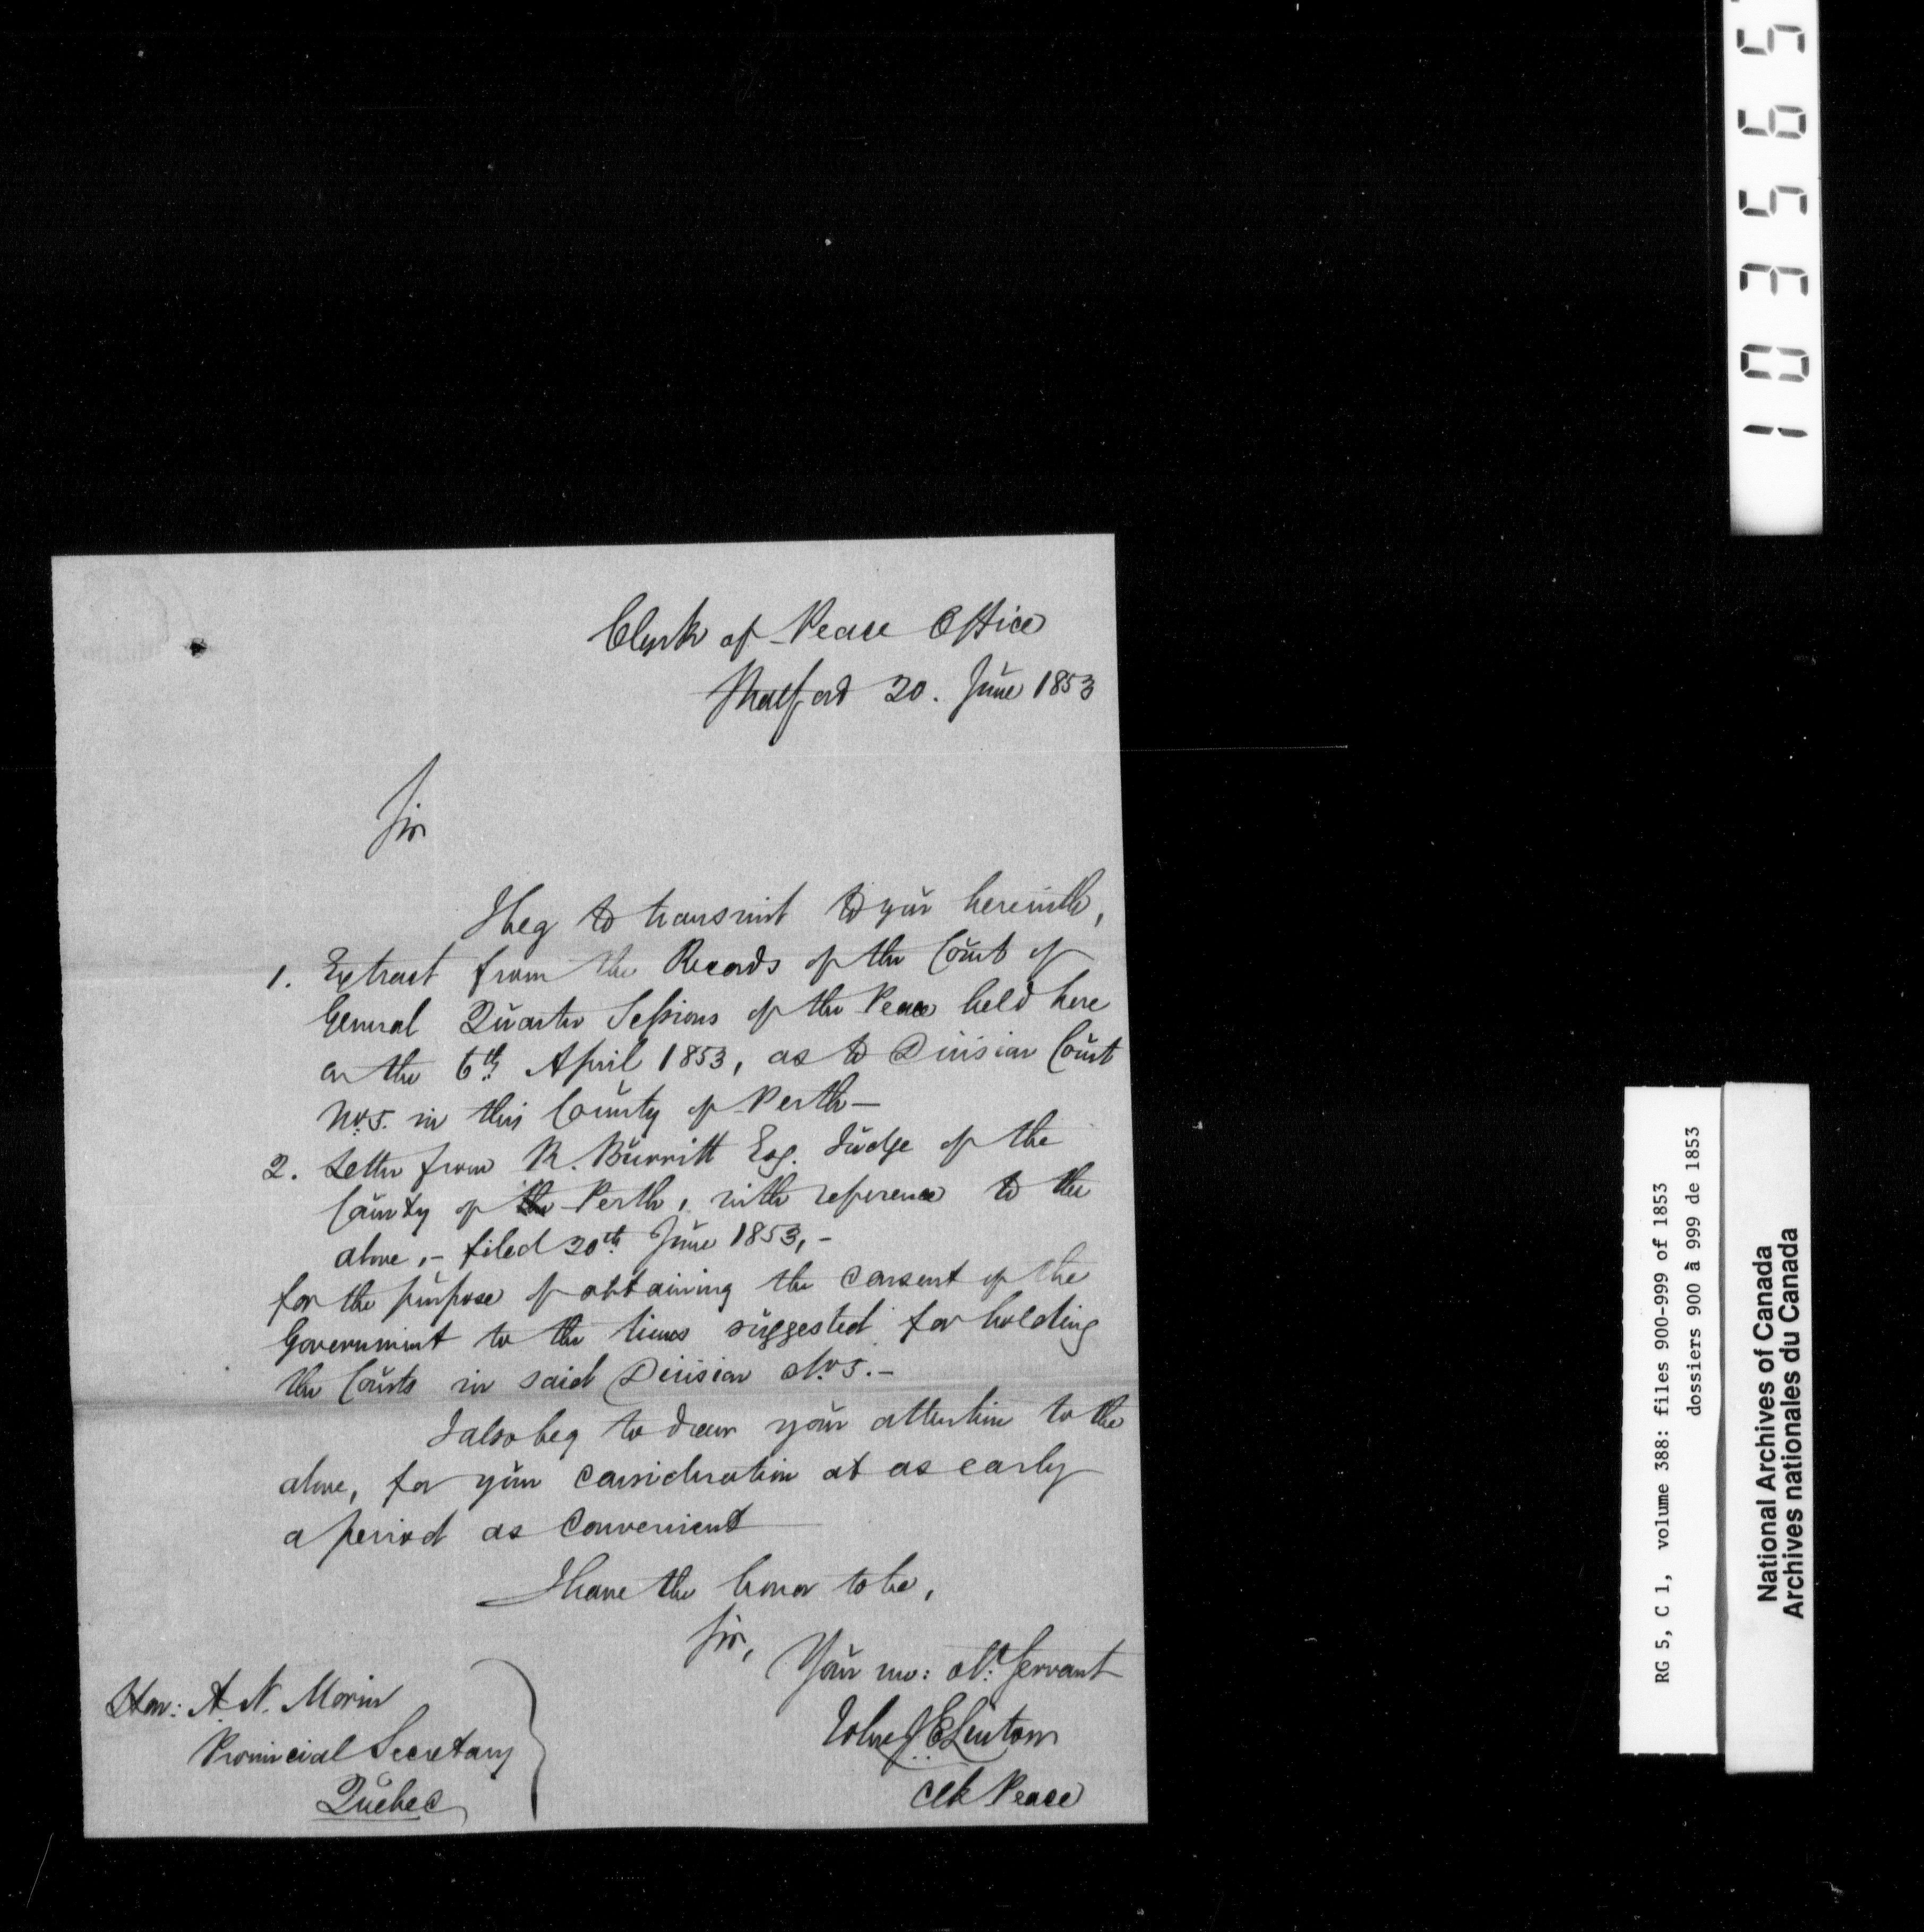 Clerk of Peace Office
Stratford 20. June 1853
Sir
I beg to transmit to you herewith,
1. Extract from the Records of the Court of
General Quarter Sessions of the Peace held here
on the 6th April 1853, as to Division Court
No. 5. in this County of Perth—
2. Letter from R. Burritt Esq. Judge of the
County of the Perth, with reference to the
above,– filed 20th June 1853,–
for the purpose of obtaining the consent of the
Government to the times suggested for holding
the Courts in said Division No. 5.–
I also beg to draw your attention to the
above, for your consideration at as early
a period as convenient
I have the honor to be,
Sir,
Your mo: obt: Servant
John J E Linton
Clk Peace
Hon: A. N. Morin
Provincial Secretary
Quebec
103565
RG 5, C 1, volume 388: files 900-999 of 1853
dossiers 900 à 999 de 1853
National Archives of Canada
Archives nationales du Canada